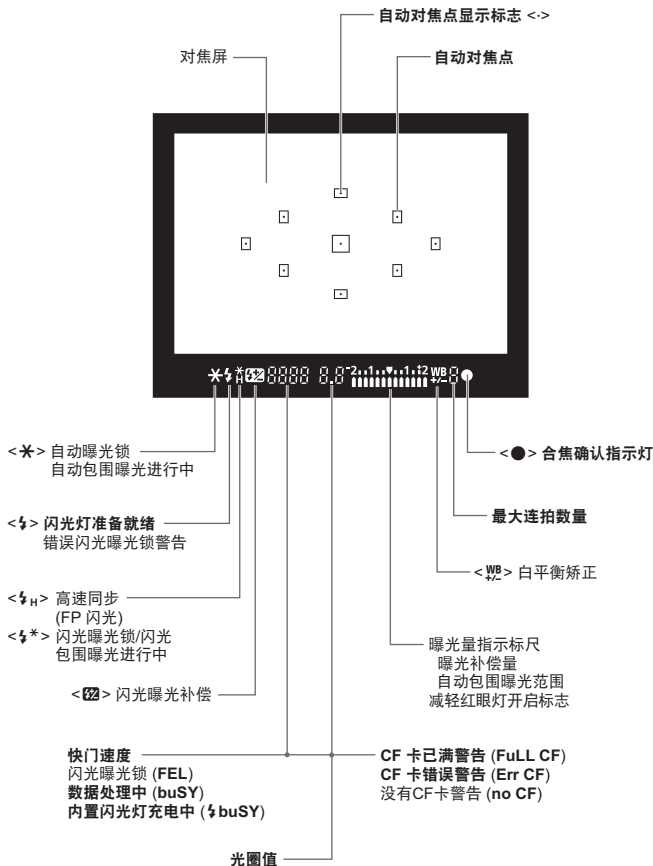 自动对焦点显示标志 <·>
对焦屏
自动对焦点
8888 8.8 -2..1..▼..1.+2 WB +/- 8 ●
<✱> 自动曝光锁
自动包围曝光进行中
<●> 合焦确认指示灯
<⚡> 闪光灯准备就绪
错误闪光曝光锁警告
最大连拍数量
<WB +/-> 白平衡矫正
<⚡H> 高速同步
(FP 闪光)
<⚡*> 闪光曝光锁/闪光
包围曝光进行中
曝光量指示标尺
曝光补偿量
自动包围曝光范围
减轻红眼灯开启标志
<⚡±> 闪光曝光补偿
快门速度
闪光曝光锁 (FEL)
数据处理中 (buSY)
内置闪光灯充电中 (⚡buSY)
CF 卡已满警告 (FuLL CF)
CF 卡错误警告 (Err CF)
没有CF卡警告 (no CF)
光圈值